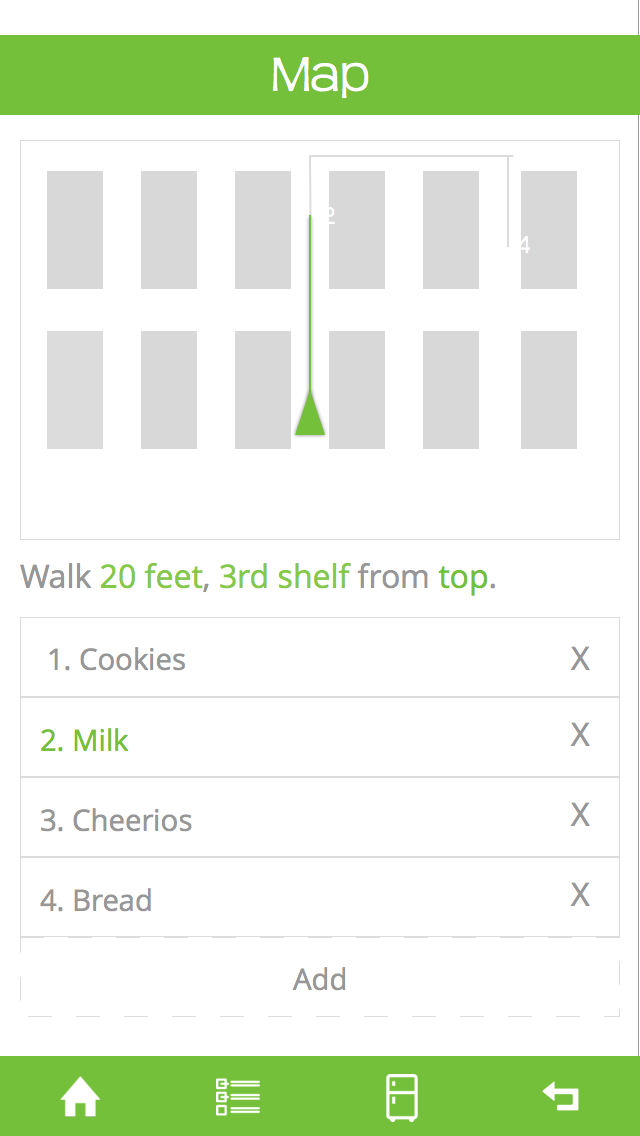 Map
2
4
Walk 20 feet, 3rd shelf from top.
1. Cookies X
2. Milk X
3. Cheerios X
4. Bread X
Add